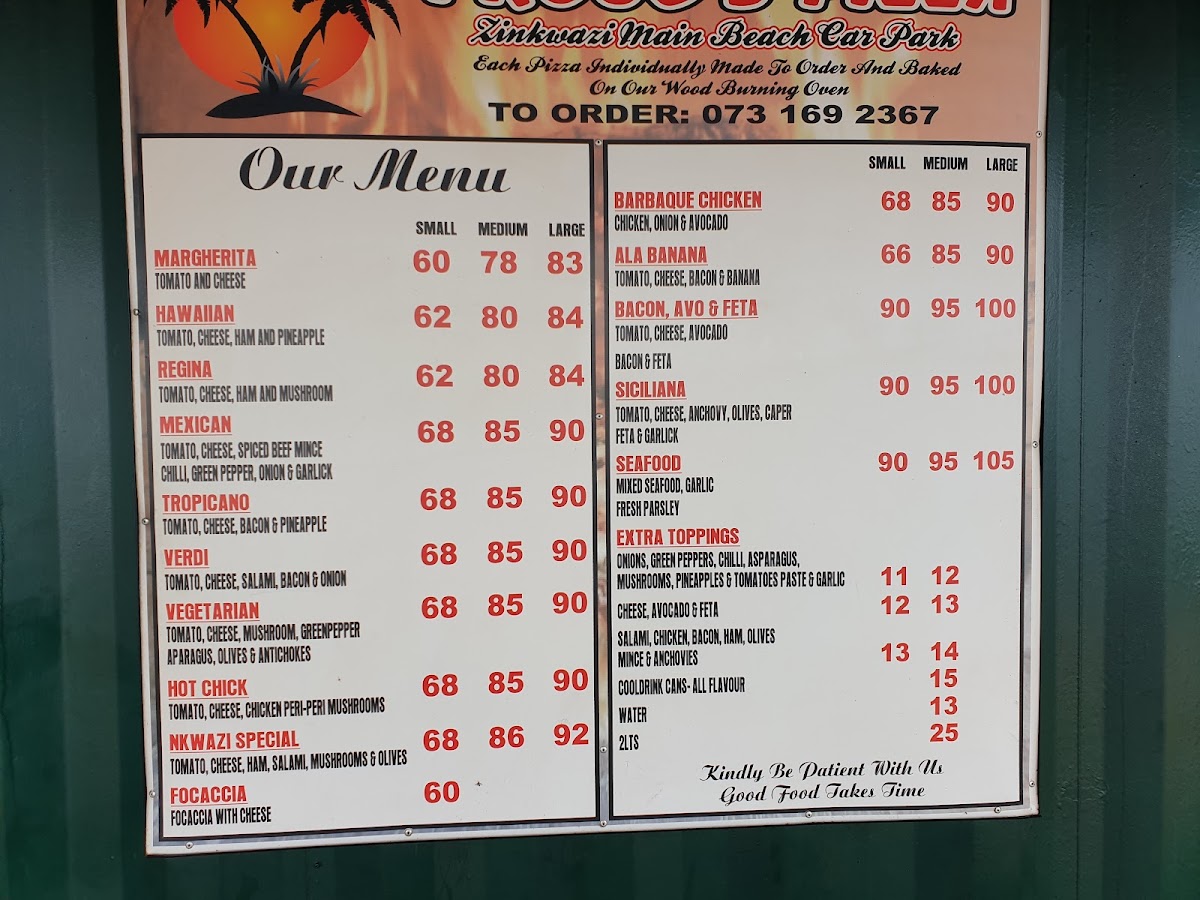 PIZZA
Zinkwazi Main Beach Car Park
Each Pizza Individually Made To Order And Baked
On Our Wood Burning Oven
TO ORDER: 073 169 2367
Our Menu
SMALL MEDIUM LARGE
MARGHERITA 60 78 83
TOMATO AND CHEESE
HAWAIIAN 62 80 84
TOMATO, CHEESE, HAM AND PINEAPPLE
REGINA 62 80 84
TOMATO, CHEESE, HAM AND MUSHROOM
MEXICAN 68 85 90
TOMATO, CHEESE, SPICED BEEF MINCE
CHILLI, GREEN PEPPER, ONION & GARLICK
TROPICANO 68 85 90
TOMATO, CHEESE, BACON & PINEAPPLE
VERDI 68 85 90
TOMATO, CHEESE, SALAMI, BACON & ONION
VEGETARIAN 68 85 90
TOMATO, CHEESE, MUSHROOM, GREENPEPPER
APARAGUS, OLIVES & ANTICHOKES
HOT CHICK 68 85 90
TOMATO, CHEESE, CHICKEN PERI-PERI MUSHROOMS
NKWAZI SPECIAL 68 86 92
TOMATO, CHEESE, HAM, SALAMI, MUSHROOMS & OLIVES
FOCACCIA 60
FOCACCIA WITH CHEESE
SMALL MEDIUM LARGE
BARBAQUE CHICKEN 68 85 90
CHICKEN, ONION & AVOCADO
ALA BANANA 66 85 90
TOMATO, CHEESE, BACON & BANANA
BACON, AVO & FETA 90 95 100
TOMATO, CHEESE, AVOCADO
BACON & FETA
SICILIANA 90 95 100
TOMATO, CHEESE, ANCHOVY, OLIVES, CAPER
FETA & GARLICK
SEAFOOD 90 95 105
MIXED SEAFOOD, GARLIC
FRESH PARSLEY
EXTRA TOPPINGS
ONIONS, GREEN PEPPERS, CHILLI, ASPARAGUS,
MUSHROOMS, PINEAPPLES & TOMATOES PASTE & GARLIC 11 12
CHEESE, AVOCADO & FETA 12 13
SALAMI, CHICKEN, BACON, HAM, OLIVES
MINCE & ANCHOVIES 13 14
COOLDRINK CANS- ALL FLAVOUR 15
WATER 13
2LTS 25
Kindly Be Patient With Us
Good Food Takes Time